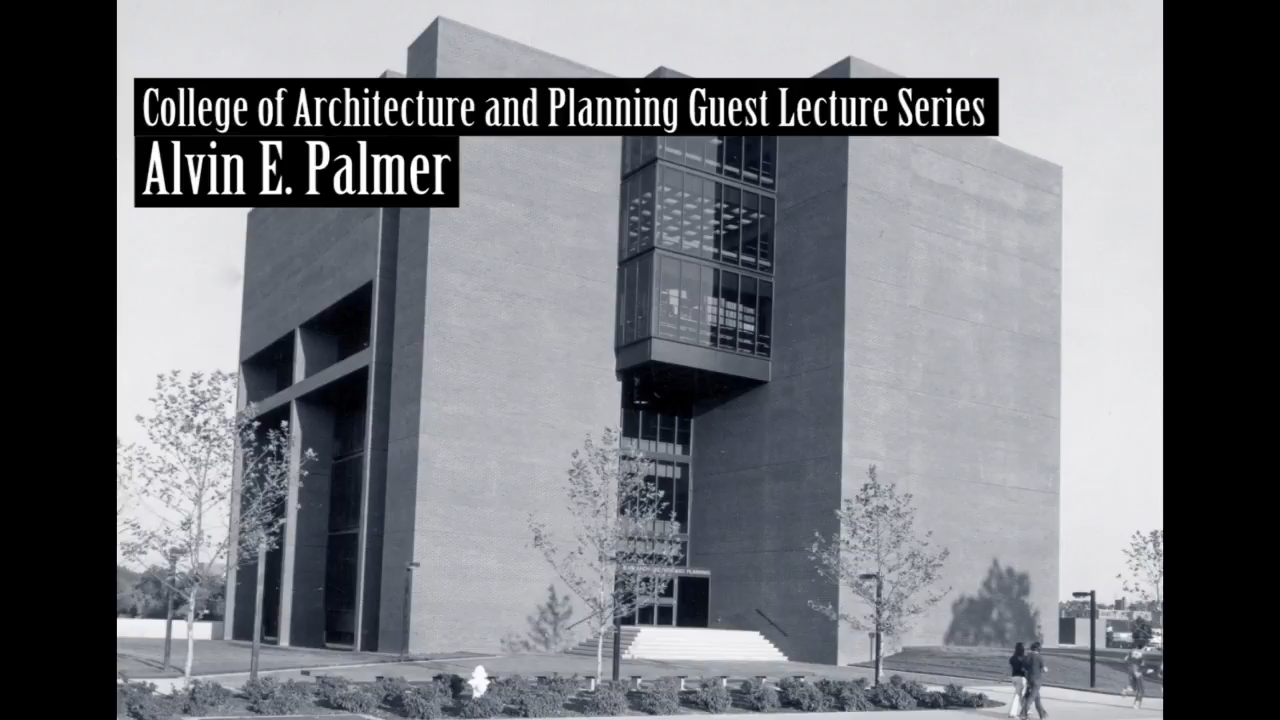 College of Architecture and Planning Guest Lecture Series
Alvin E. Palmer